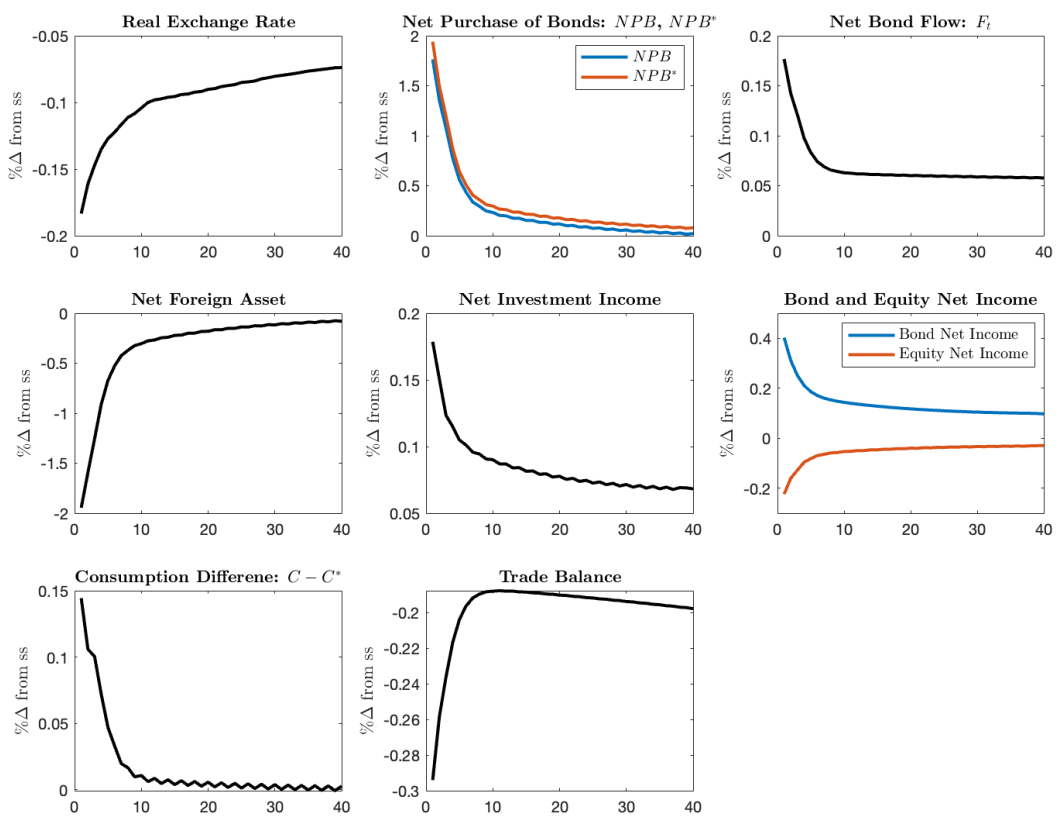 Real Exchange Rate
-0.05
-0.1
-0.15
-0.2
%Δ from ss
0 10 20 30 40
Net Purchase of Bonds: NPB, NPB*
2
1.5
1
0.5
0
%Δ from ss
NPB
NPB*
0 10 20 30 40
Net Bond Flow: F_t
0.2
0.15
0.1
0.05
0
%Δ from ss
0 10 20 30 40
Net Foreign Asset
0
-0.5
-1
-1.5
-2
%Δ from ss
0 10 20 30 40
Net Investment Income
0.2
0.15
0.1
0.05
%Δ from ss
0 10 20 30 40
Bond and Equity Net Income
0.4
0.2
0
-0.2
%Δ from ss
Bond Net Income
Equity Net Income
0 10 20 30 40
Consumption Differene: C − C*
0.15
0.1
0.05
0
%Δ from ss
0 10 20 30 40
Trade Balance
-0.2
-0.22
-0.24
-0.26
-0.28
-0.3
%Δ from ss
0 10 20 30 40